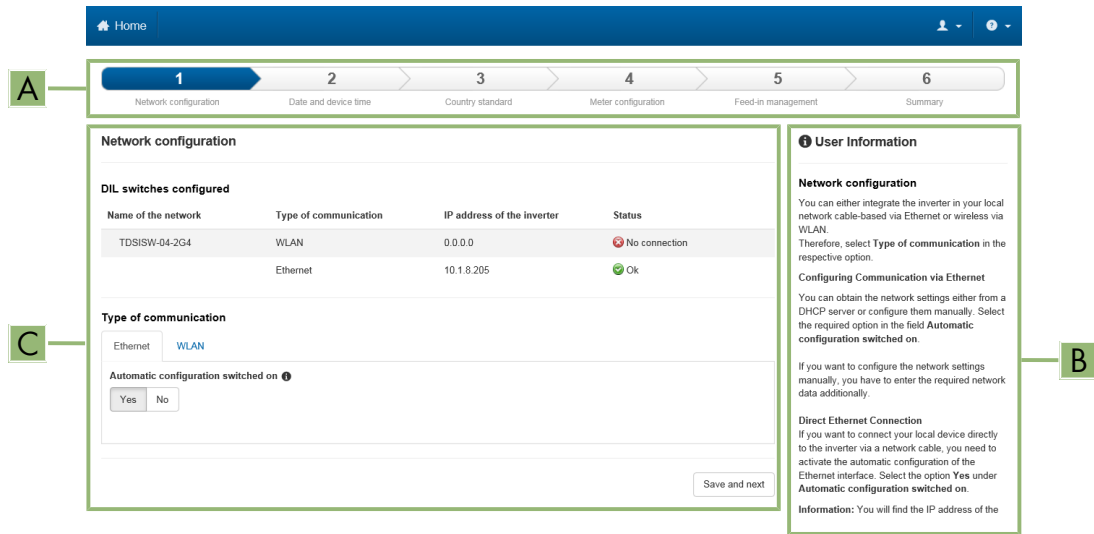 Home
A
1 2 3 4 5 6
Network configuration Date and device time Country standard Meter configuration Feed-in management Summary
Network configuration
DIL switches configured
Name of the network Type of communication IP address of the inverter Status
TDSISW-04-2G4 WLAN 0.0.0.0 No connection
Ethernet 10.1.8.205 Ok
Type of communication
C
Ethernet WLAN
Automatic configuration switched on
Yes No
Save and next
User Information
Network configuration
You can either integrate the inverter in your local
network cable-based via Ethernet or wireless via
WLAN.
Therefore, select Type of communication in the
respective option.
Configuring Communication via Ethernet
You can obtain the network settings either from a
DHCP server or configure them manually. Select
the required option in the field Automatic
configuration switched on.
B
If you want to configure the network settings
manually, you have to enter the required network
data additionally.
Direct Ethernet Connection
If you want to connect your local device directly
to the inverter via a network cable, you need to
activate the automatic configuration of the
Ethernet interface. Select the option Yes under
Automatic configuration switched on.
Information: You will find the IP address of the